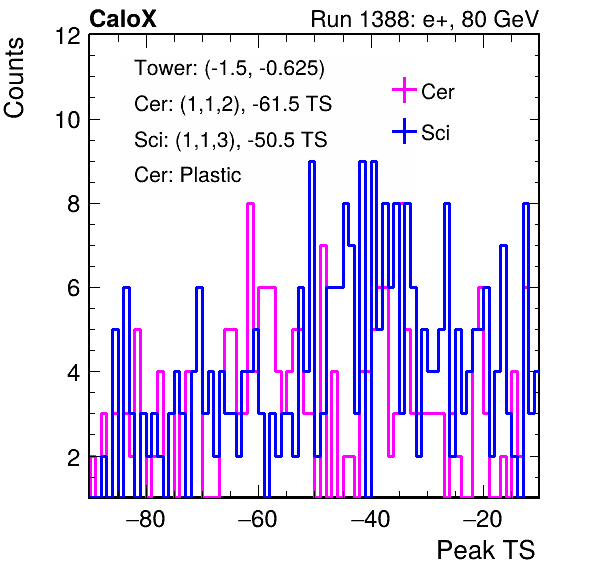 CaloX Run 1388: e+, 80 GeV
Counts
12
10
8
6
4
2
Tower: (-1.5, -0.625)
Cer: (1,1,2), -61.5 TS
Sci: (1,1,3), -50.5 TS
Cer: Plastic
Cer
Sci
−80 −60 −40 −20
Peak TS